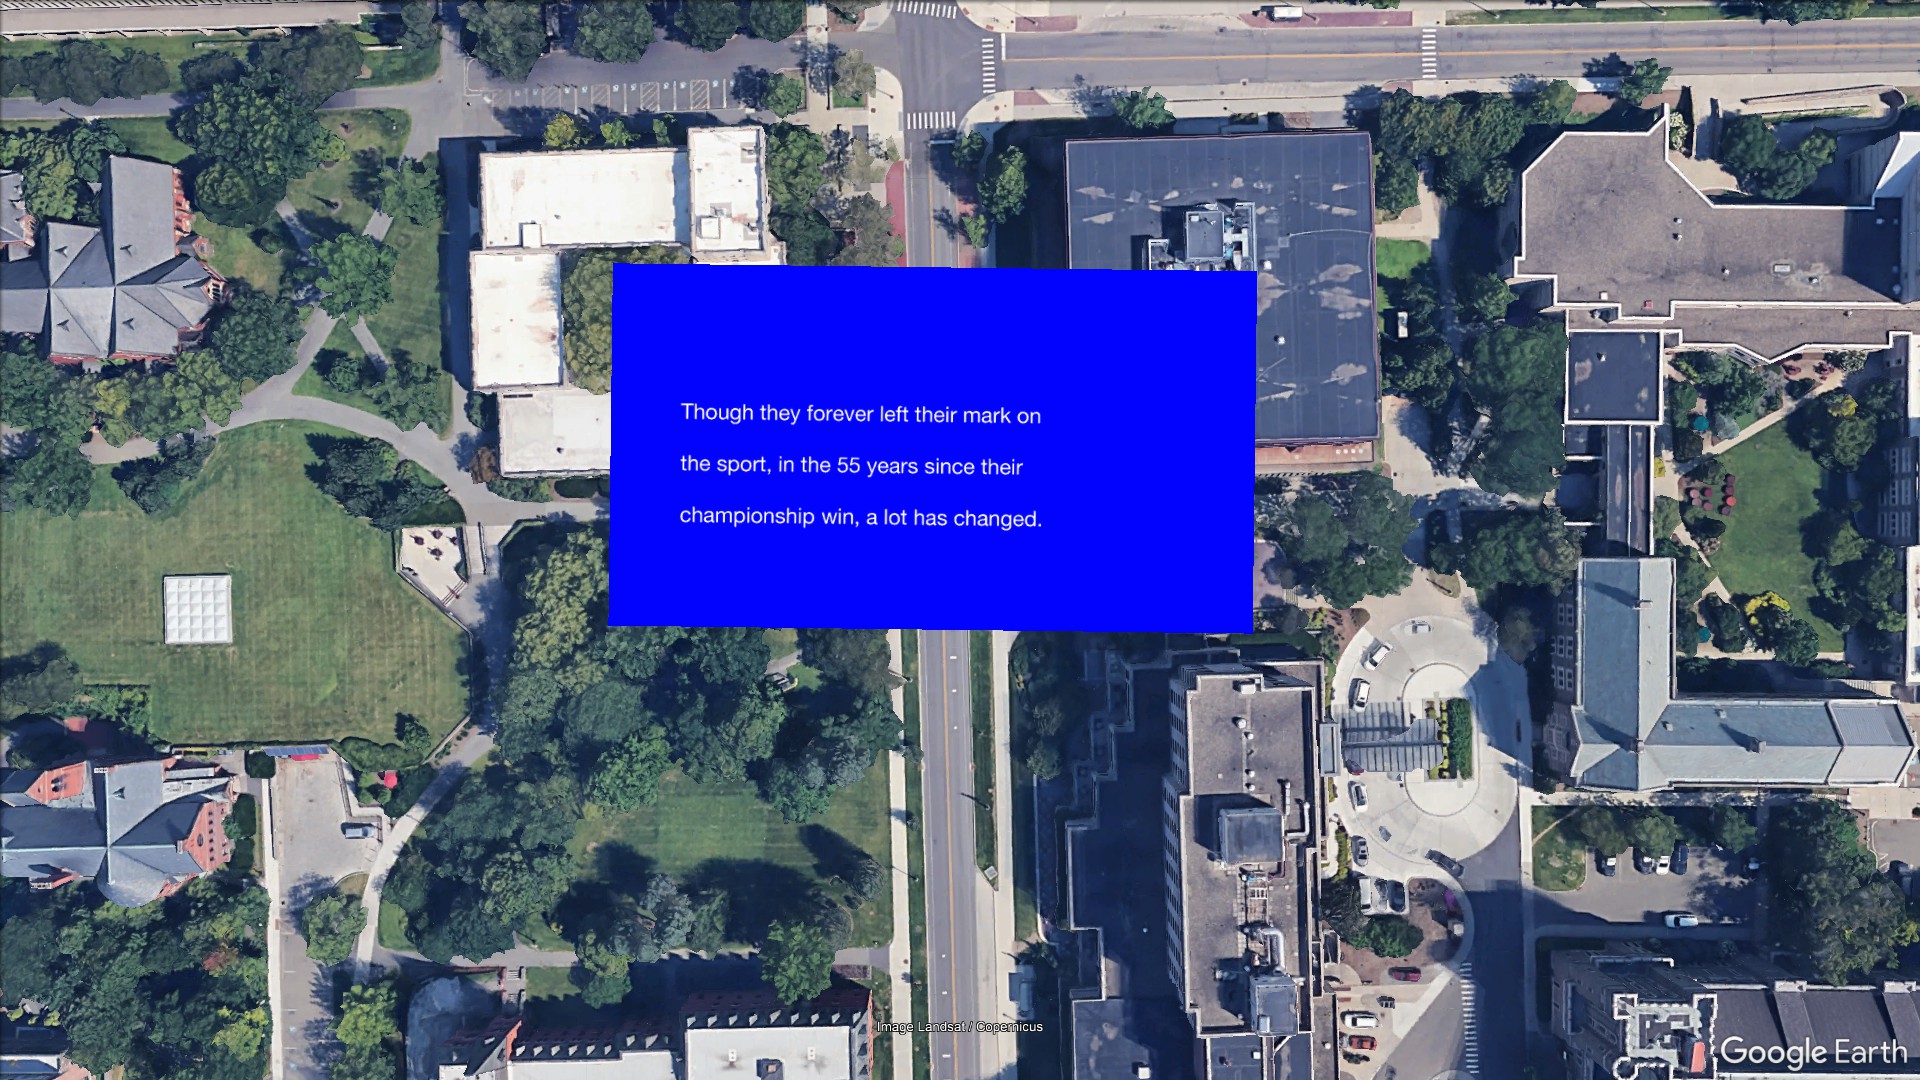 Though they forever left their mark on
the sport, in the 55 years since their
championship win, a lot has changed.
Image Landsat / Copernicus
Google Earth